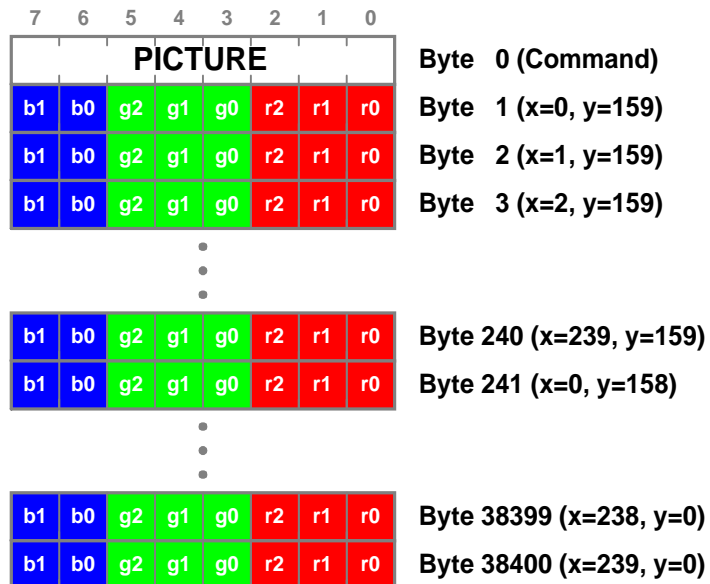 7 6 5 4 3 2 1 0
PICTURE Byte 0 (Command)
b1 b0 g2 g1 g0 r2 r1 r0 Byte 1 (x=0, y=159)
b1 b0 g2 g1 g0 r2 r1 r0 Byte 2 (x=1, y=159)
b1 b0 g2 g1 g0 r2 r1 r0 Byte 3 (x=2, y=159)
b1 b0 g2 g1 g0 r2 r1 r0 Byte 240 (x=239, y=159)
b1 b0 g2 g1 g0 r2 r1 r0 Byte 241 (x=0, y=158)
b1 b0 g2 g1 g0 r2 r1 r0 Byte 38399 (x=238, y=0)
b1 b0 g2 g1 g0 r2 r1 r0 Byte 38400 (x=239, y=0)